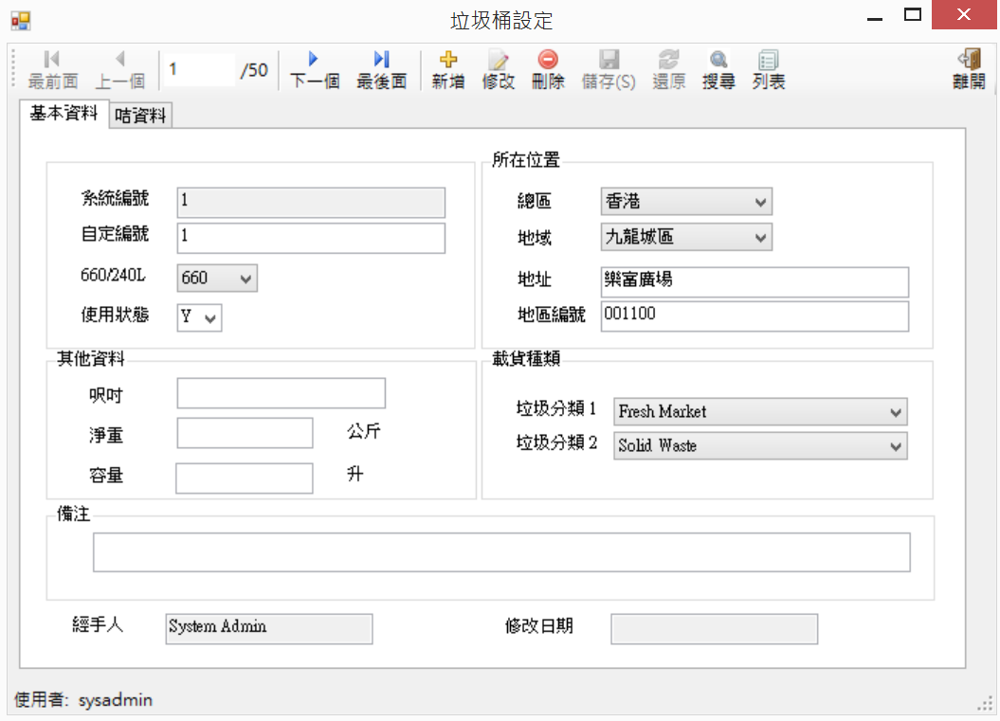 垃圾桶設定
最前面 上一個 1 /50 下一個 最後面 新增 修改 刪除 儲存(S) 還原 搜尋 列表 離開
基本資料 咭資料
系統編號 1
自定編號 1
660/240L 660
使用狀態 Y
所在位置
總區 香港
地域 九龍城區
地址 樂富廣場
地區編號 001100
其他資料
呎吋
淨重 公斤
容量 升
載貨種類
垃圾分類 1 Fresh Market
垃圾分類 2 Solid Waste
備注
經手人 System Admin 修改日期
使用者: sysadmin